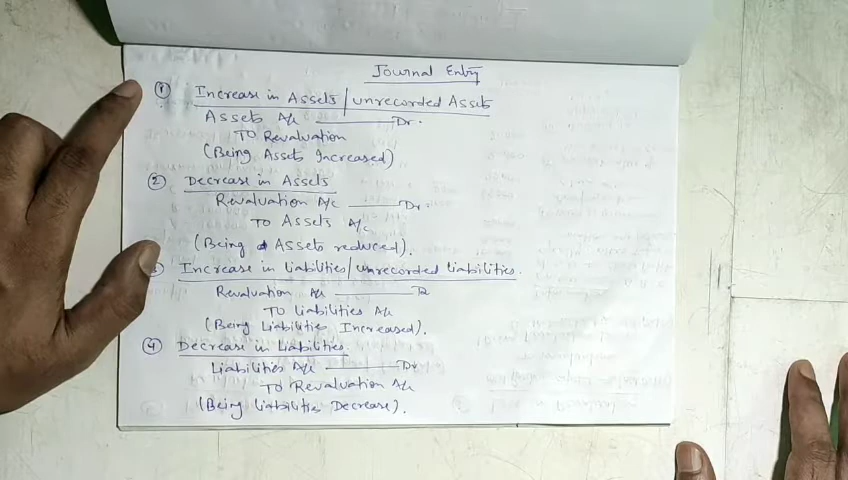 Journal Entry
① Increase in Assets / unrecorded Assets
Assets A/c ——— Dr.
TO Revaluation
(Being Assets Increased)
② Decrease in Assets
Revaluation A/c ——— Dr.
TO Assets A/c
(Being Assets reduced).
Increase in liabilities / unrecorded liabilities.
Revaluation A/c ——— Dr
TO Liabilities A/c
(Being Liabilities Increased).
④ Decrease in Liabilities.
Liabilities A/c ——— Dr
TO Revaluation A/c
(Being Liabilities Decrease).